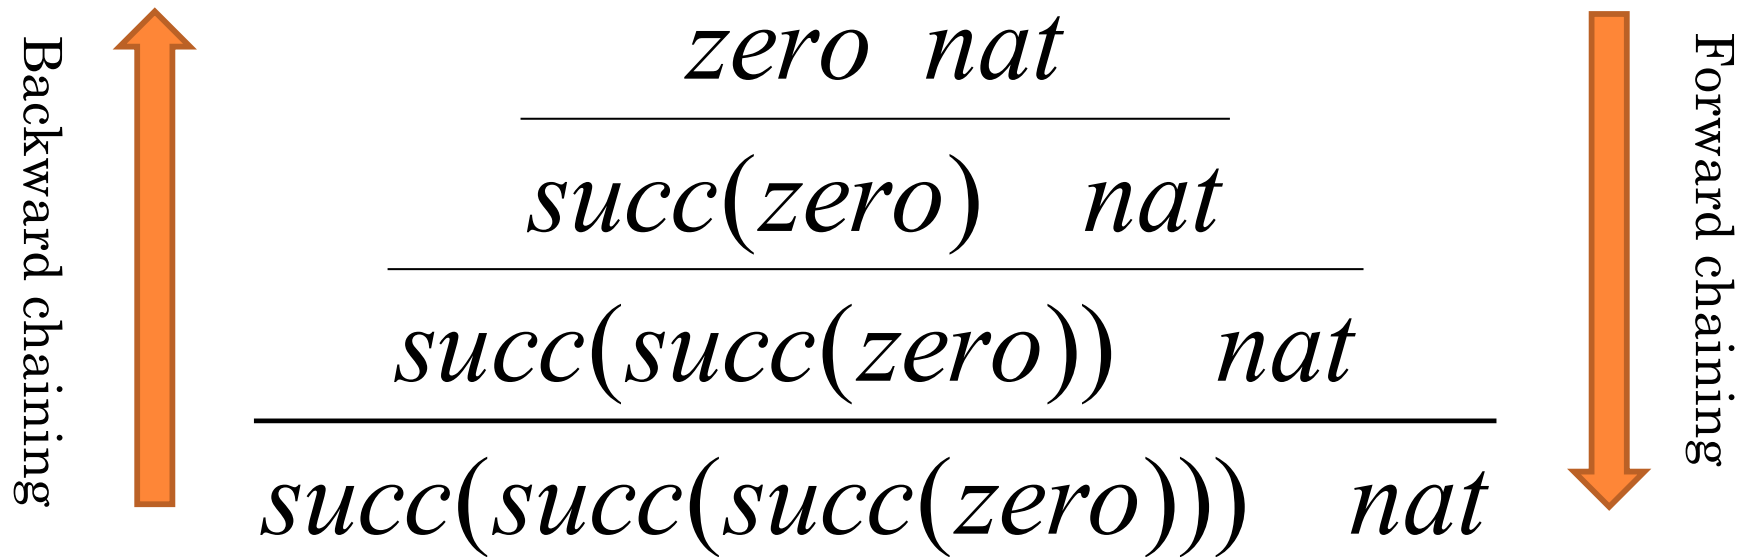 Backward chaining
zero nat
succ(zero) nat
succ(succ(zero)) nat
succ(succ(succ(zero))) nat
Forward chaining